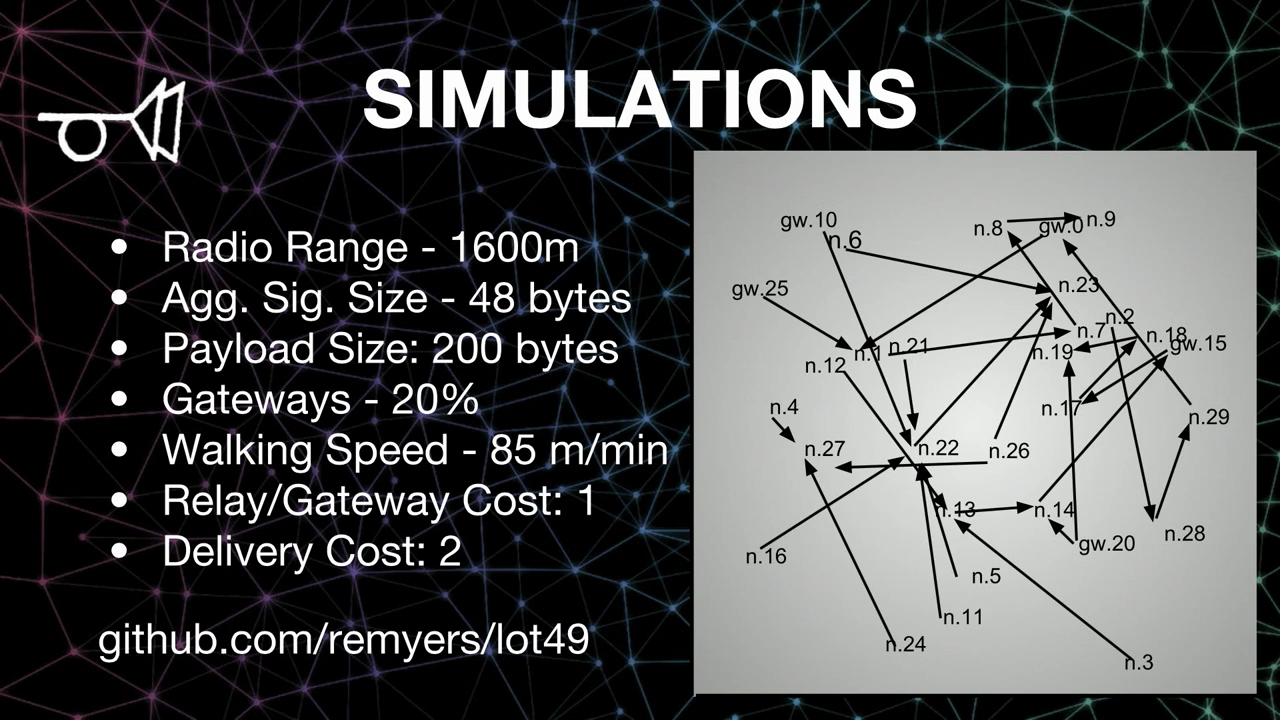 SIMULATIONS
• Radio Range - 1600m
• Agg. Sig. Size - 48 bytes
• Payload Size: 200 bytes
• Gateways - 20%
• Walking Speed - 85 m/min
• Relay/Gateway Cost: 1
• Delivery Cost: 2
github.com/remyers/lot49
gw.10
n.6
n.8
gw.0
n.9
gw.25
n.23
n.2
n.7
n.18
gw.15
n.1
n.21
n.19
n.12
n.4
n.17
n.29
n.27
n.22
n.26
n.13
n.14
n.28
gw.20
n.16
n.5
n.11
n.24
n.3